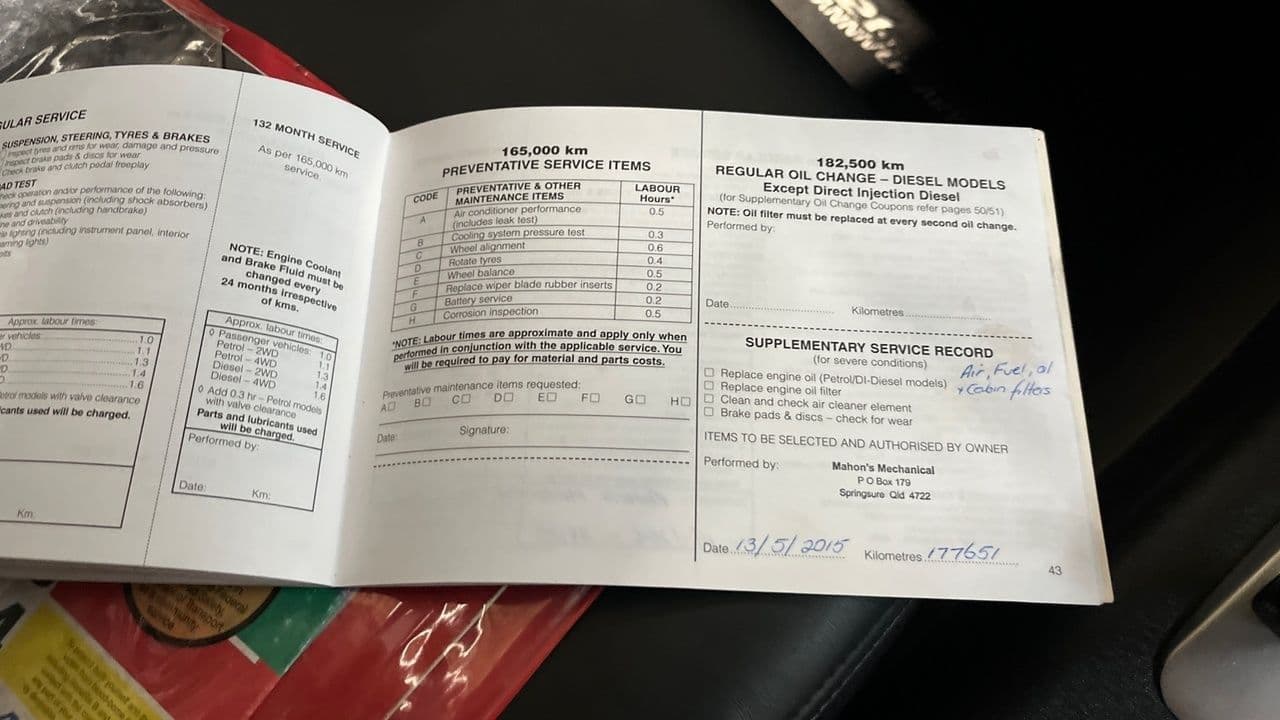 GULAR SERVICE
SUSPENSION, STEERING, TYRES & BRAKES
Inspect tyres and rims for wear, damage and pressure
Inspect brake pads & discs for wear
Check brake and clutch pedal freeplay
AD TEST
heck operation and/or performance of the following:
ering and suspension (including shock absorbers)
kes and clutch (including handbrake)
ne and driveability
le lighting (including instrument panel, interior
arning lights)
Approx. labour times:
er vehicles:
1.0
1.1
1.3
1.4
1.6
etrol models with valve clearance
icants used will be charged.
Km:
132 MONTH SERVICE
As per 165,000 km
service
NOTE: Engine Coolant
and Brake Fluid must be
changed every
24 months irrespective
of kms.
Approx. labour times:
◊ Passenger vehicles:
Petrol – 2WD 1.0
Petrol – 4WD 1.1
Diesel – 2WD 1.3
Diesel – 4WD 1.4
1.6
◊ Add 0.3 hr – Petrol models
with valve clearance
Parts and lubricants used
will be charged.
Performed by:
Date: Km:
165,000 km
PREVENTATIVE SERVICE ITEMS
CODE PREVENTATIVE & OTHER MAINTENANCE ITEMS LABOUR Hours*
A Air conditioner performance (includes leak test) 0.5
B Cooling system pressure test 0.3
C Wheel alignment 0.6
D Rotate tyres 0.4
E Wheel balance 0.5
F Replace wiper blade rubber inserts 0.2
G Battery service 0.2
H Corrosion inspection 0.5
*NOTE: Labour times are approximate and apply only when
performed in conjunction with the applicable service. You
will be required to pay for material and parts costs.
Preventative maintenance items requested:
A☐ B☐ C☐ D☐ E☐ F☐ G☐ H☐
Date: Signature:
182,500 km
REGULAR OIL CHANGE – DIESEL MODELS
Except Direct Injection Diesel
(for Supplementary Oil Change Coupons refer pages 50/51)
NOTE: Oil filter must be replaced at every second oil change.
Performed by:
Date Kilometres
SUPPLEMENTARY SERVICE RECORD
(for severe conditions)
Air, Fuel, oil
+ Cabin filters
☐ Replace engine oil (Petrol/DI-Diesel models)
☐ Replace engine oil filter
☐ Clean and check air cleaner element
☐ Brake pads & discs – check for wear
ITEMS TO BE SELECTED AND AUTHORISED BY OWNER
Performed by: Mahon's Mechanical
P O Box 179
Springsure Qld 4722
Date 13/5/2015 Kilometres 177651
43